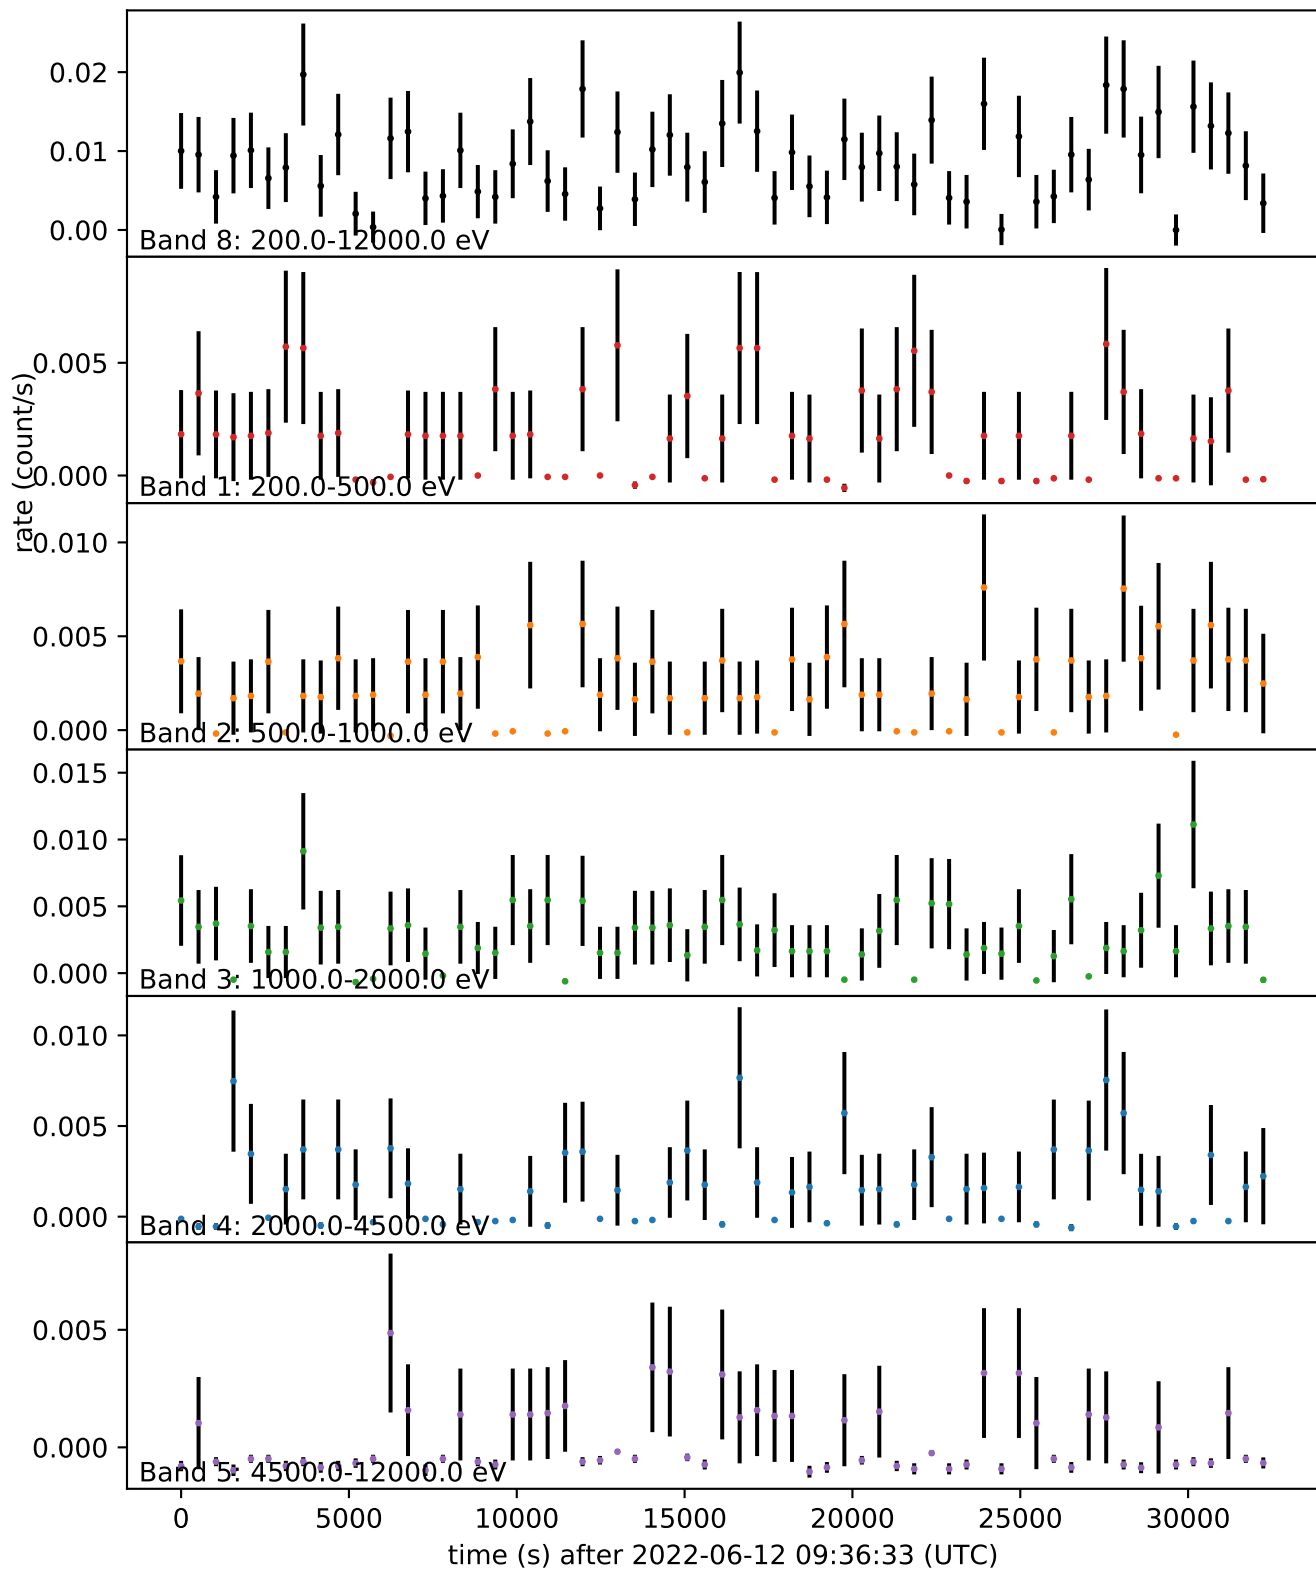 0.02
0.01
0.00
Band 8: 200.0-12000.0 eV
0.005
0.000
Band 1: 200.0-500.0 eV
rate (count/s)
0.010
0.005
0.000
Band 2: 500.0-1000.0 eV
0.015
0.010
0.005
0.000
Band 3: 1000.0-2000.0 eV
0.010
0.005
0.000
Band 4: 2000.0-4500.0 eV
0.005
0.000
Band 5: 4500.0-12000.0 eV
0 5000 10000 15000 20000 25000 30000
time (s) after 2022-06-12 09:36:33 (UTC)